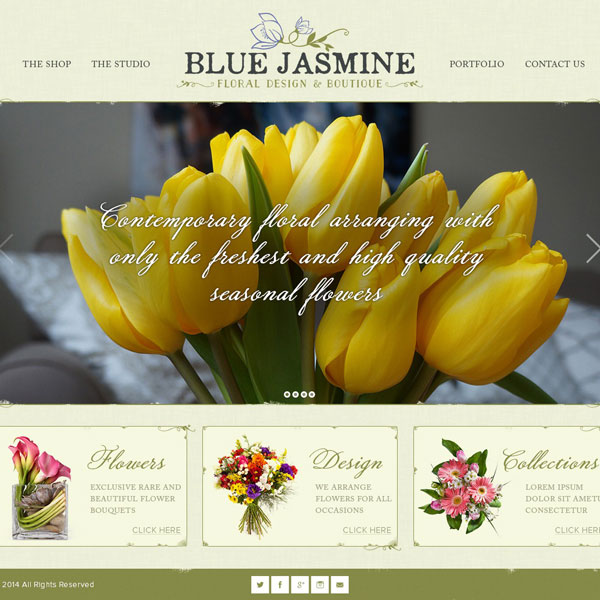 THE SHOP
THE STUDIO
BLUE JASMINE
FLORAL DESIGN & BOUTIQUE
PORTFOLIO
CONTACT US
Contemporary floral arranging with
only the freshest and high quality
seasonal flowers
Flowers
EXCLUSIVE RARE AND
BEAUTIFUL FLOWER
BOUQUETS
CLICK HERE
Design
WE ARRANGE
FLOWERS FOR ALL
OCCASIONS
CLICK HERE
Collections
LOREM IPSUM
DOLOR SIT AMETU
CONSECTETUR
CLICK HERE
2014 All Rights Reserved